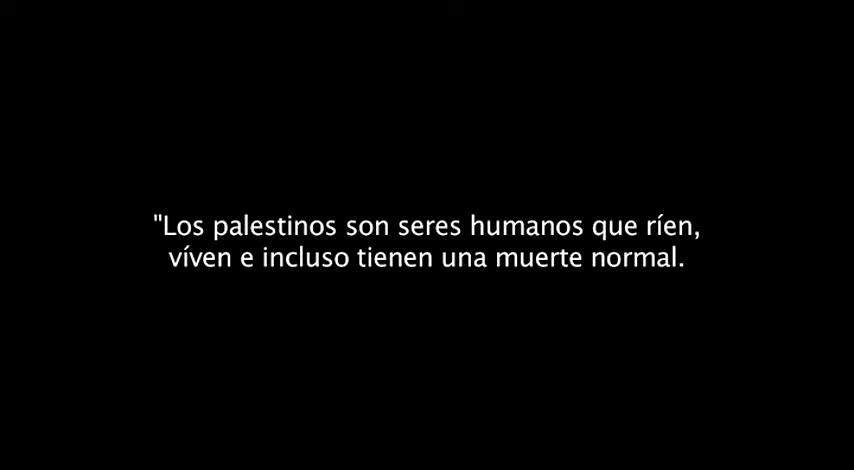 "Los palestinos son seres humanos que ríen,
víven e incluso tienen una muerte normal.